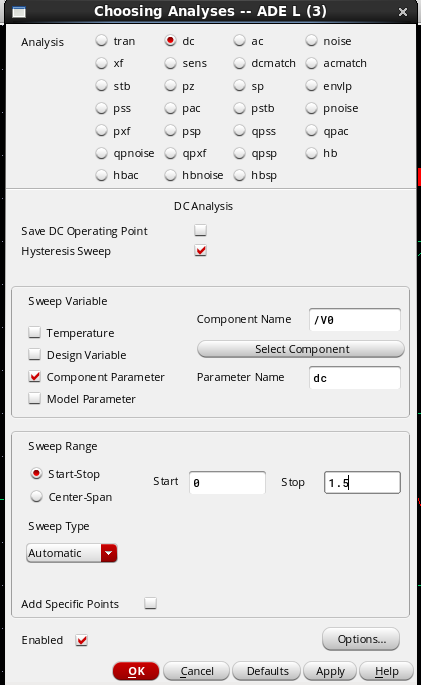 Choosing Analyses -- ADE L (3)
Analysis tran dc ac noise
xf sens dcmatch acmatch
stb pz sp envlp
pss pac pstb pnoise
pxf psp qpss qpac
qpnoise qpxf qpsp hb
hbac hbnoise hbsp
DC Analysis
Save DC Operating Point
Hysteresis Sweep
Sweep Variable
Component Name /V0
Temperature
Design Variable
Select Component
Component Parameter
Parameter Name dc
Model Parameter
Sweep Range
Start-Stop
Start 0 Stop 1.5
Center-Span
Sweep Type
Automatic
Add Specific Points
Enabled
Options...
OK Cancel Defaults Apply Help